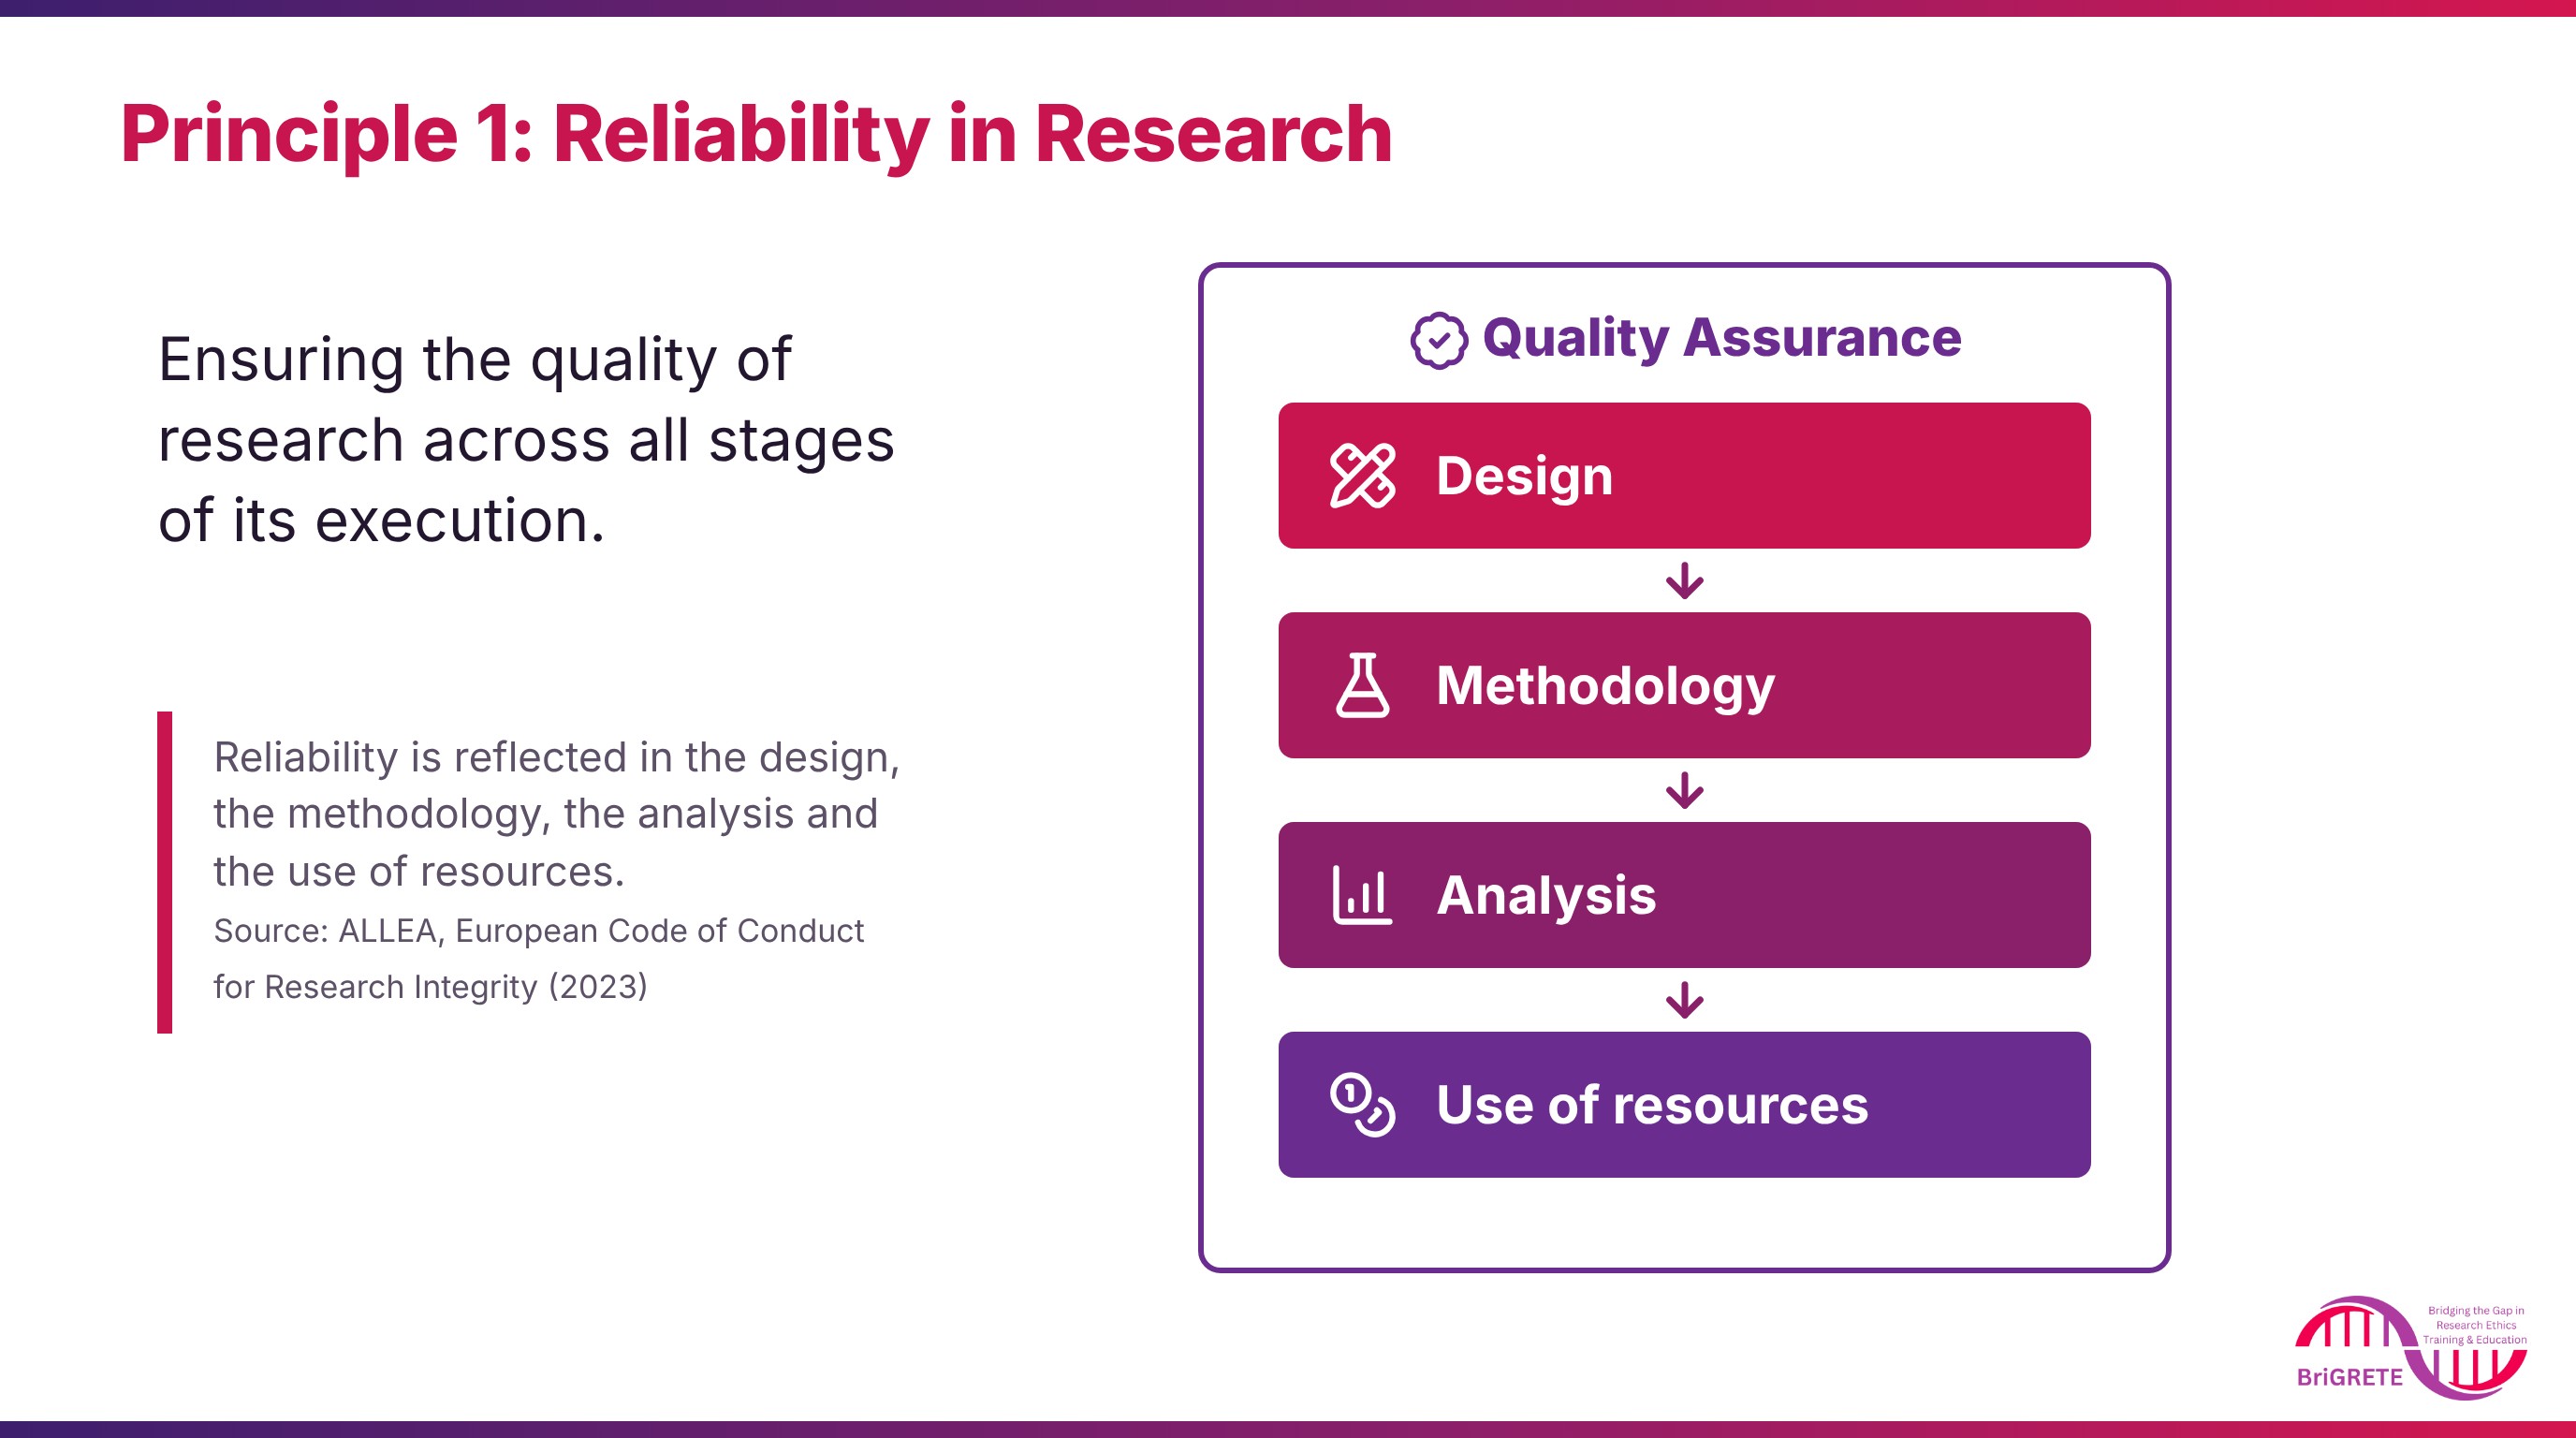 Principle 1: Reliability in Research
Ensuring the quality of
research across all stages
of its execution.
Reliability is reflected in the design,
the methodology, the analysis and
the use of resources.
Source: ALLEA, European Code of Conduct
for Research Integrity (2023)
Quality Assurance
Design
Methodology
Analysis
Use of resources
Bridging the Gap in
Research Ethics
Training & Education
BriGRETE